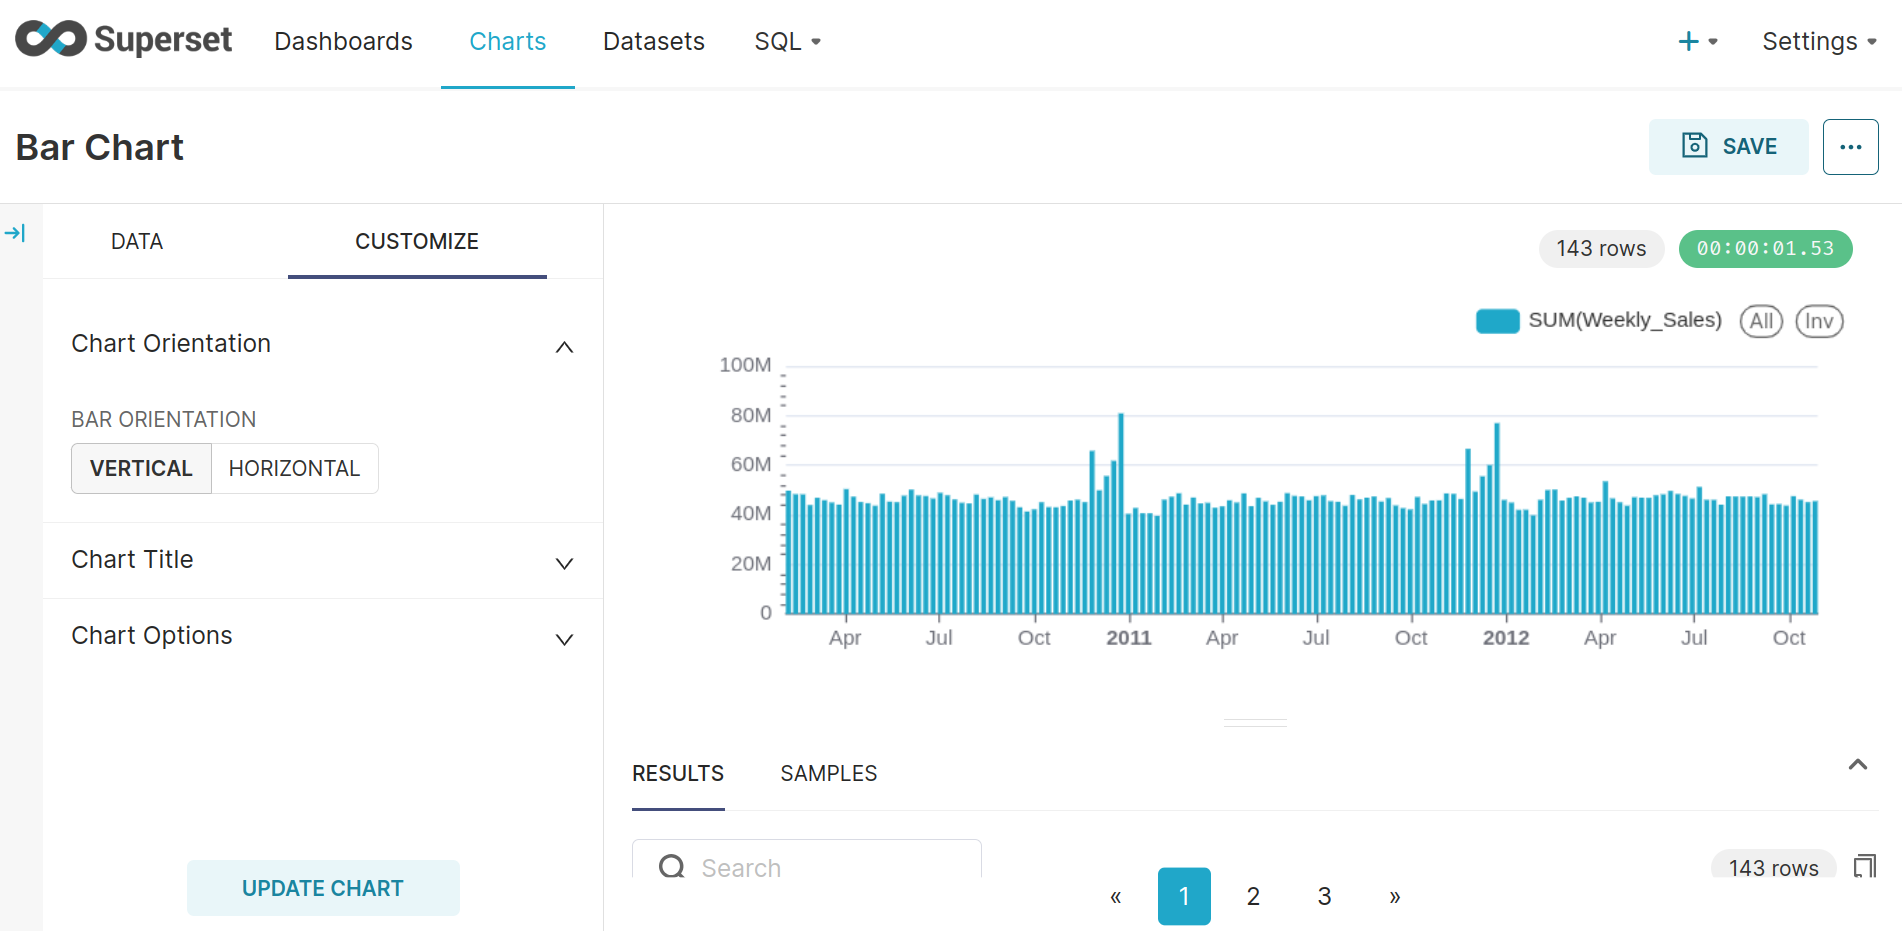 Superset Dashboards Charts Datasets SQL + Settings
Bar Chart
SAVE ...
DATA CUSTOMIZE
143 rows 00:00:01.53
Chart Orientation
SUM(Weekly_Sales) All Inv
BAR ORIENTATION
VERTICAL HORIZONTAL
Chart Title
Chart Options
UPDATE CHART
100M
80M
60M
40M
20M
0
Apr Jul Oct 2011 Apr Jul Oct 2012 Apr Jul Oct
RESULTS SAMPLES
Search 143 rows
« 1 2 3 »